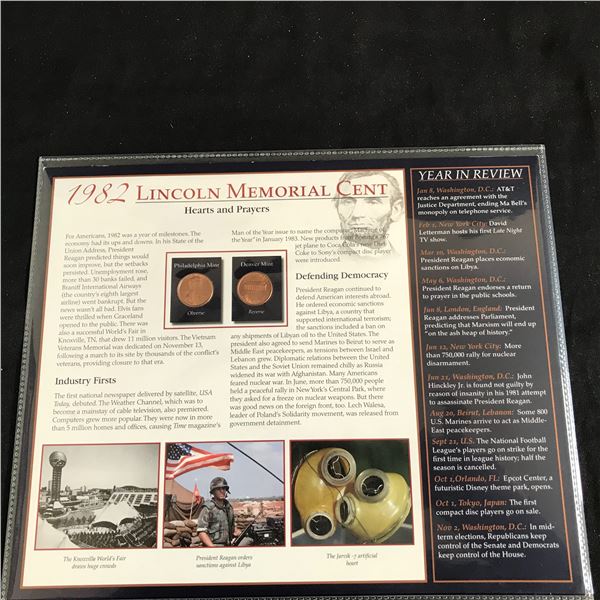 1982 LINCOLN MEMORIAL CENT
Hearts and Prayers
For Americans, 1982 was a year of milestones. The
economy had its ups and downs. In his State of the
Union Address, President
Reagan predicted things would
soon improve, but the setbacks
persisted. Unemployment rose,
more than 30 banks failed, and
Braniff International Airways
(the country's eighth largest
airline) went bankrupt. But the
news wasn't all bad. Elvis fans
were thrilled when Graceland
opened to the public. There was
also a successful World's Fair in
Knoxville, TN, that drew 11 million visitors. The Vietnam
Veterans Memorial was dedicated on November 13,
following a march to its site by thousands of the conflict's
veterans, providing closure to that era.
Industry Firsts
The first national newspaper delivered by satellite, USA
Today, debuted. The Weather Channel, which was to
become a mainstay of cable television, also premiered.
Computers grew more popular. They were now in more
than 5 million homes and offices, causing Time magazine's
Philadelphia Mint
Obverse
Denver Mint
Reverse
Man of the Year issue to name the computer "Machine of
the Year" in January 1983. New products from Boeing's 767
jet plane to Coca Cola's new Diet
Coke to Sony's compact disc player
were introduced.
Defending Democracy
President Reagan continued to
defend American interests abroad.
He ordered economic sanctions
against Libya, a country that
supported international terrorism;
the sanctions included a ban on
any shipments of Libyan oil to the United States. The
president also agreed to send Marines to Beirut to serve as
Middle East peacekeepers, as tensions between Israel and
Lebanon grew. Diplomatic relations between the United
States and the Soviet Union remained chilly as Russia
widened its war with Afghanistan. Many Americans
feared nuclear war. In June, more than 750,000 people
held a peaceful rally in New York's Central Park, where
they asked for a freeze on nuclear weapons. But there
was good news on the foreign front, too. Lech Walesa,
leader of Poland's Solidarity movement, was released from
government detainment.
The Knoxville World's Fair
draws huge crowds
President Reagan orders
sanctions against Libya
The Jarvik -7 artificial
heart
YEAR IN REVIEW
Jan 8, Washington, D.C.: AT&T
reaches an agreement with the
Justice Department, ending Ma Bell's
monopoly on telephone service.
Feb 1, New York City: David
Letterman hosts his first Late Night
TV show.
Mar 10, Washington, D.C.:
President Reagan places economic
sanctions on Libya.
May 6, Washington, D.C.:
President Reagan endorses a return
to prayer in the public schools.
Jun 8, London, England: President
Reagan addresses Parliament,
predicting that Marxism will end up
"on the ash heap of history."
Jun 12, New York City: More
than 750,000 rally for nuclear
disarmament.
Jun 21, Washington, D.C.: John
Hinckley Jr. is found not guilty by
reason of insanity in his 1981 attempt
to assassinate President Reagan.
Aug 20, Beirut, Lebanon: Some 800
U.S. Marines arrive to act as Middle-
East peacekeepers.
Sept 21, U.S. The National Football
League's players go on strike for the
first time in league history; half the
season is cancelled.
Oct 1, Orlando, FL: Epcot Center, a
futuristic Disney theme park, opens.
Oct 1, Tokyo, Japan: The first
compact disc players go on sale.
Nov 2, Washington, D.C.: In mid-
term elections, Republicans keep
control of the Senate and Democrats
keep control of the House.